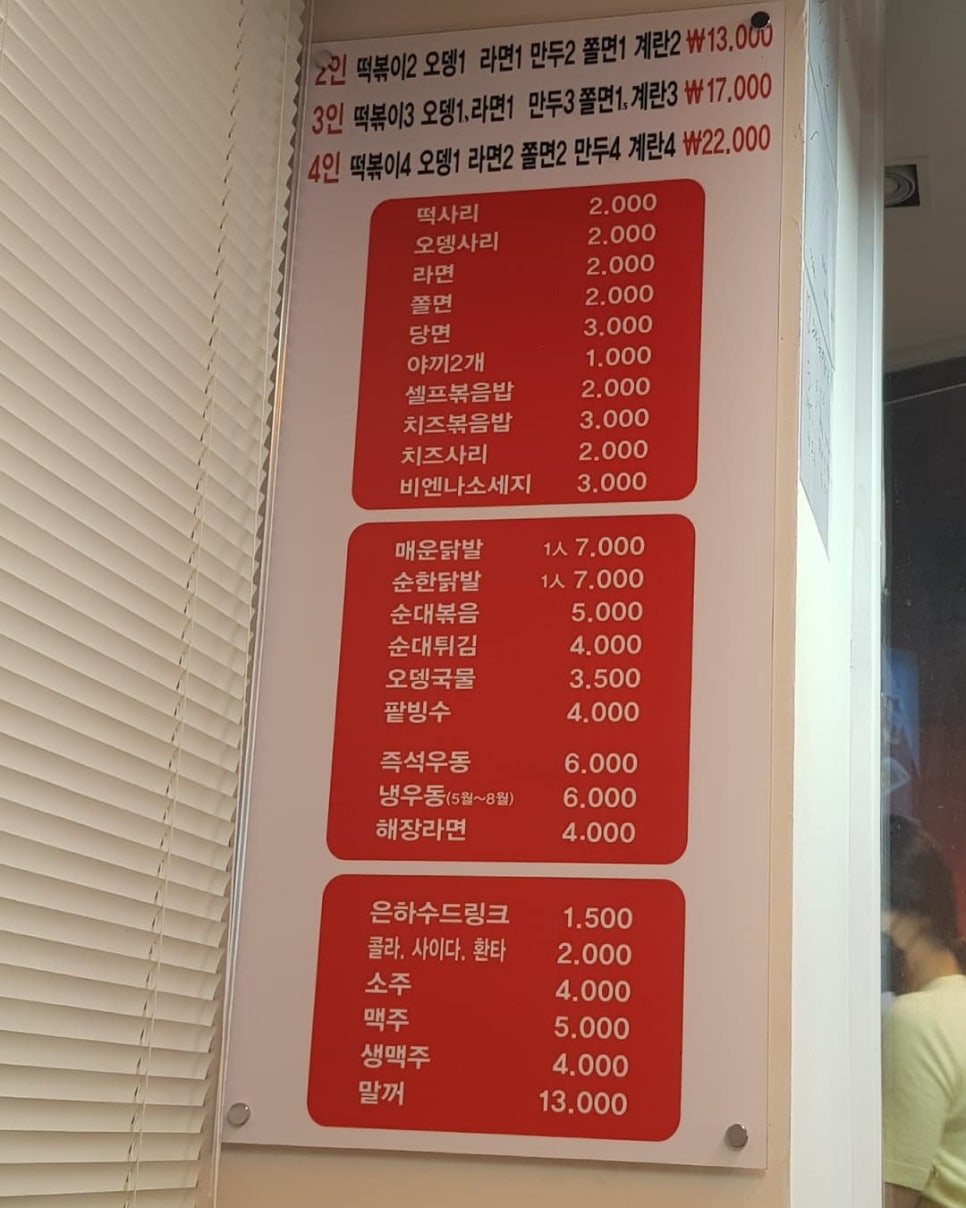 2인 떡볶이2 오뎅1 라면1 만두2 쫄면1 계란2 ₩13.000
3인 떡볶이3 오뎅1, 라면1 만두3 쫄면1, 계란3 ₩17.000
4인 떡볶이4 오뎅1 라면2 쫄면2 만두4 계란4 ₩22,000
떡사리 2.000
오뎅사리 2.000
라면 2.000
쫄면 2.000
당면 3.000
야끼2개 1.000
셀프볶음밥 2.000
치즈볶음밥 3.000
치즈사리 2.000
비엔나소세지 3.000
매운닭발 1人 7.000
순한닭발 1人 7.000
순대볶음 5.000
순대튀김 4.000
오뎅국물 3.500
팥빙수 4.000
즉석우동 6.000
냉우동(5월~8월) 6.000
해장라면 4.000
은하수드링크 1.500
콜라. 사이다. 환타 2.000
소주 4.000
맥주 5.000
생맥주 4.000
말꺼 13.000